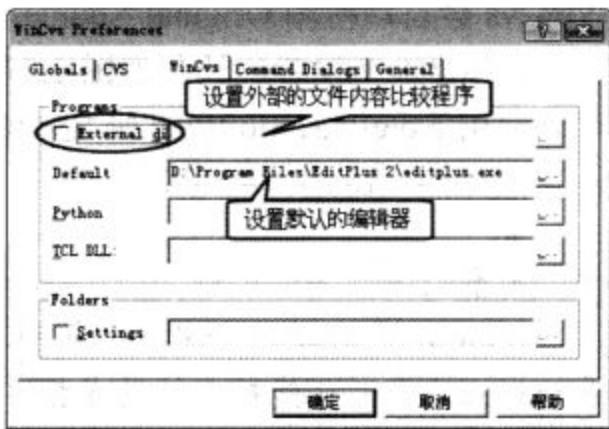 WinCvs Preferences
Globals CVS WinCvs Command Dialogs General
设置外部的文件内容比较程序
Programs
External di
Default D:\Program Files\EditPlus 2\editplus.exe
设置默认的编辑器
Python
TCL DLL:
Folders
Settings
确定 取消 帮助